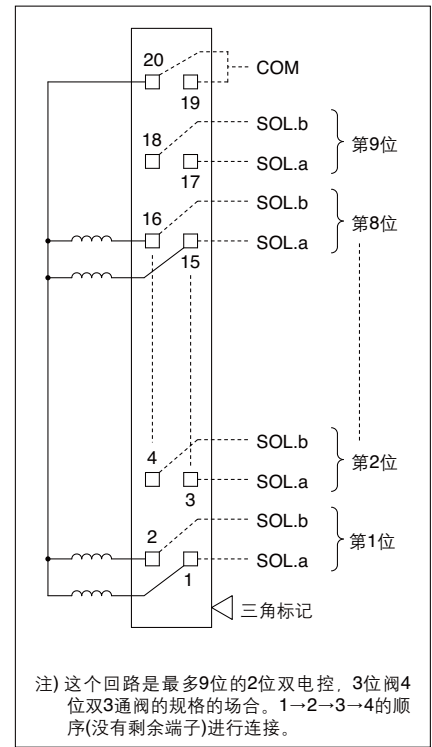 20
COM
19
SOL.b
18
第9位
SOL.a
17
SOL.b
16
第8位
SOL.a
15
SOL.b
4
第2位
SOL.a
3
SOL.b
2
第1位
SOL.a
1
三角标记
注) 这个回路是最多9位的2位双电控, 3位阀4
位双3通阀的规格的场合。1→2→3→4的顺
序(没有剩余端子)进行连接。